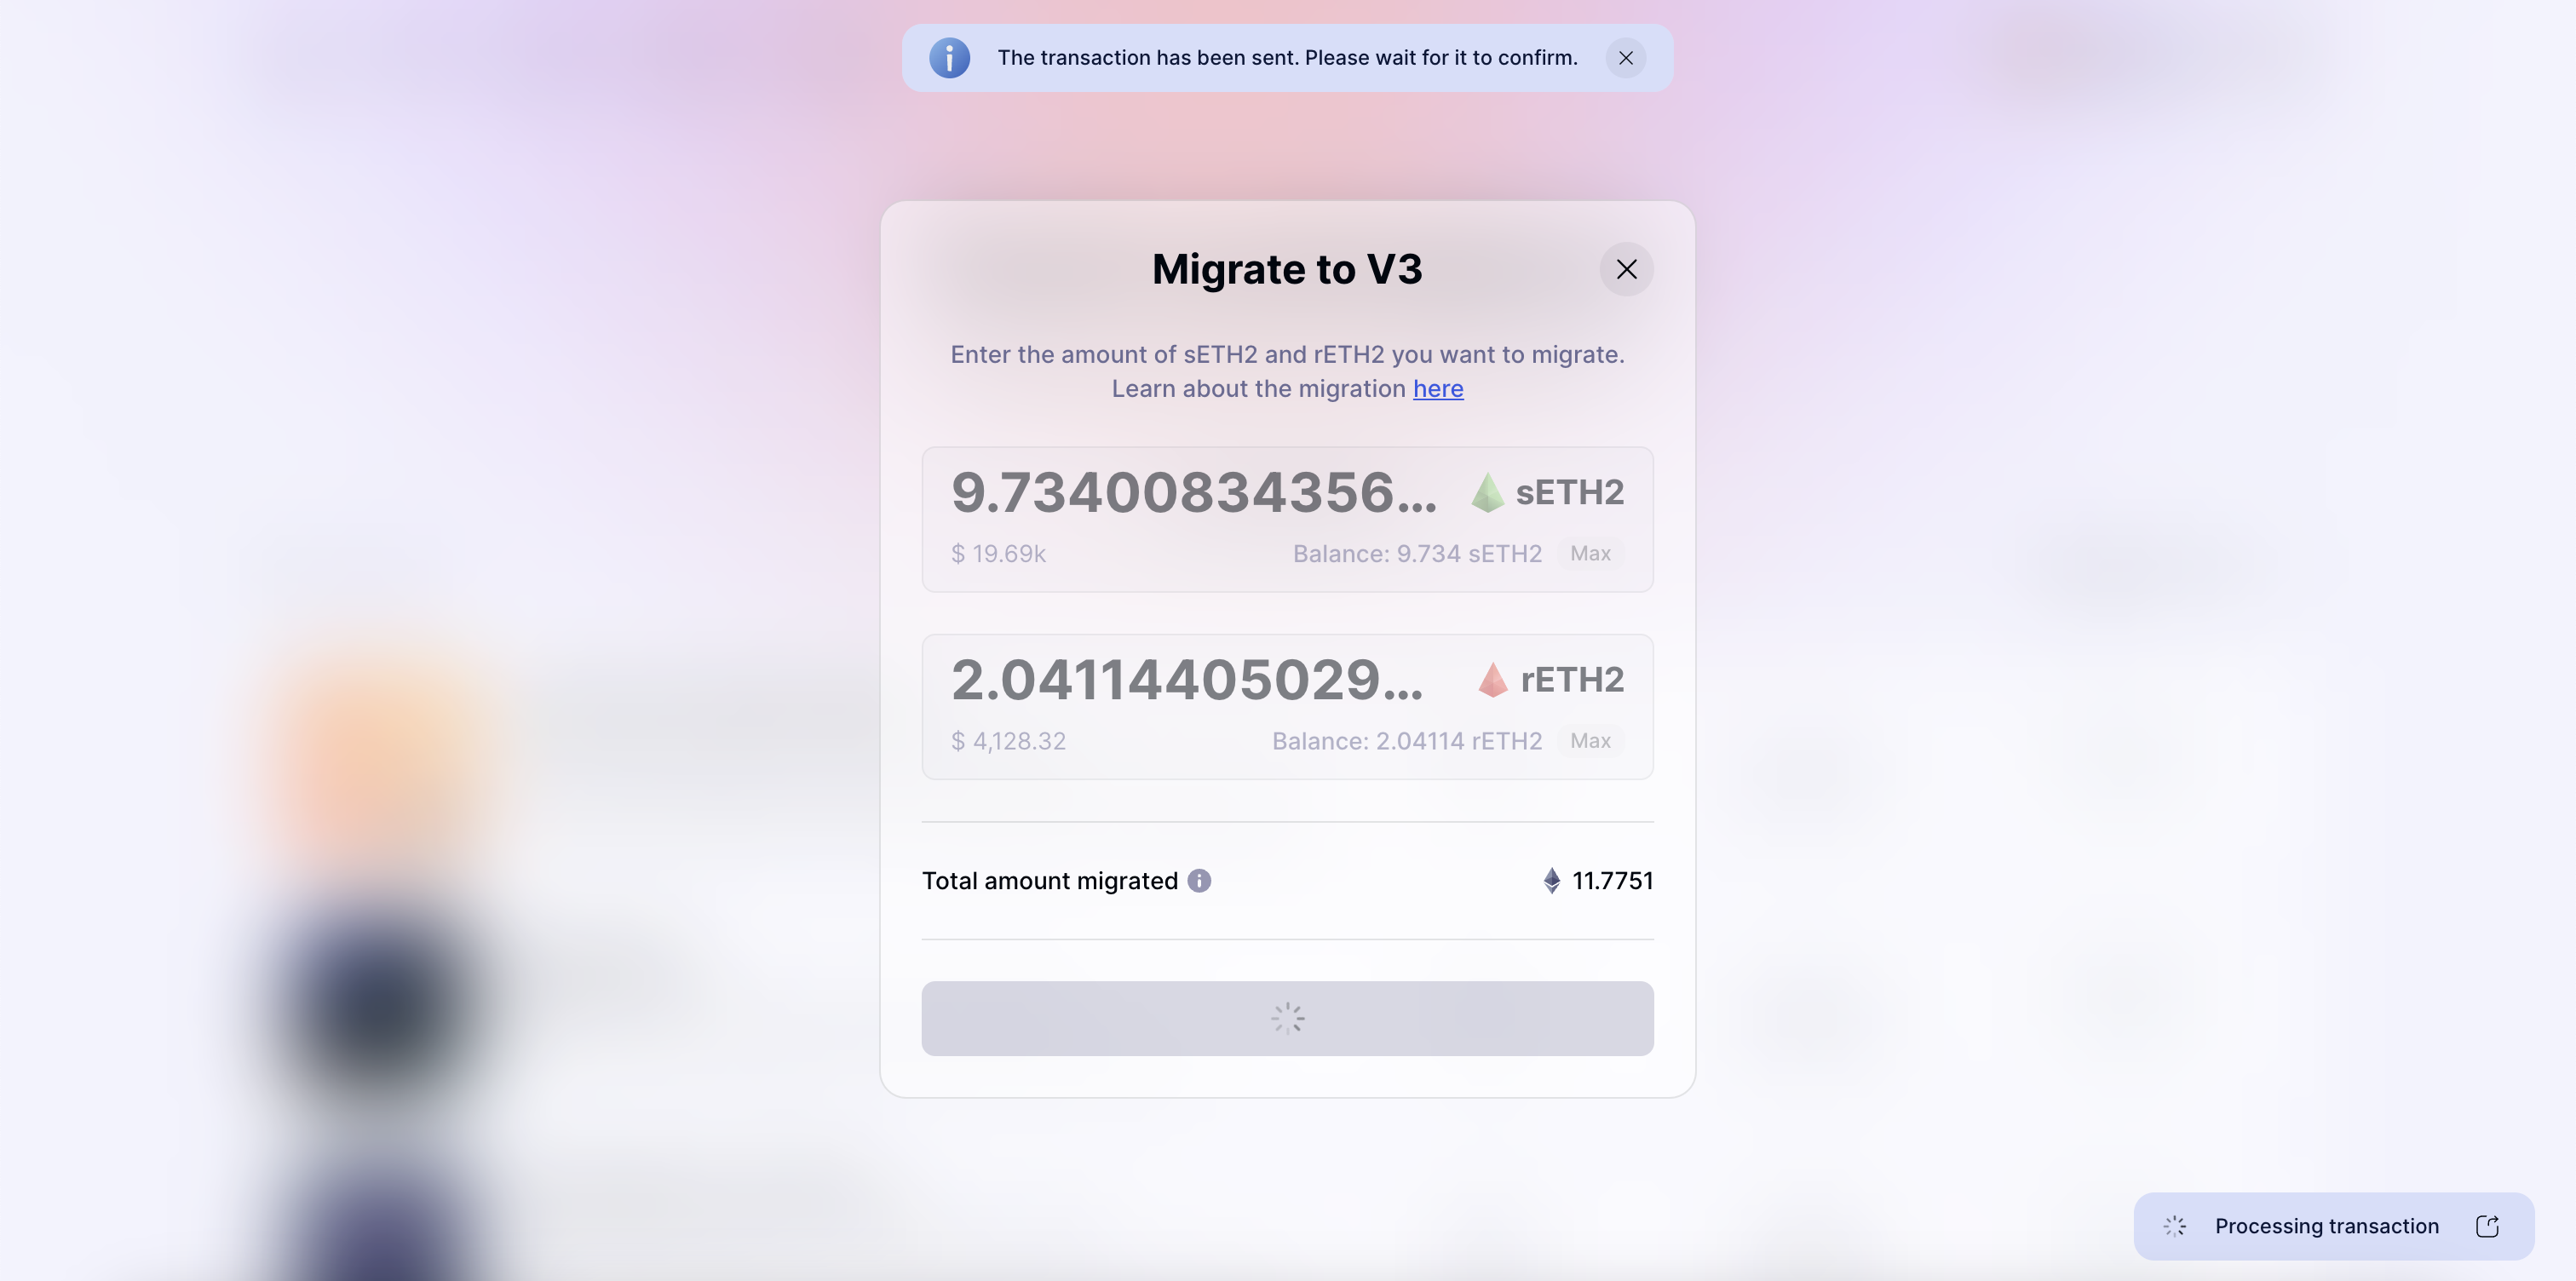 The transaction has been sent. Please wait for it to confirm.
Migrate to V3
Enter the amount of sETH2 and rETH2 you want to migrate.
Learn about the migration here
9.73400834356... sETH2
$ 19.69k Balance: 9.734 sETH2 Max
2.04114405029... rETH2
$ 4,128.32 Balance: 2.04114 rETH2 Max
Total amount migrated 11.7751
Processing transaction